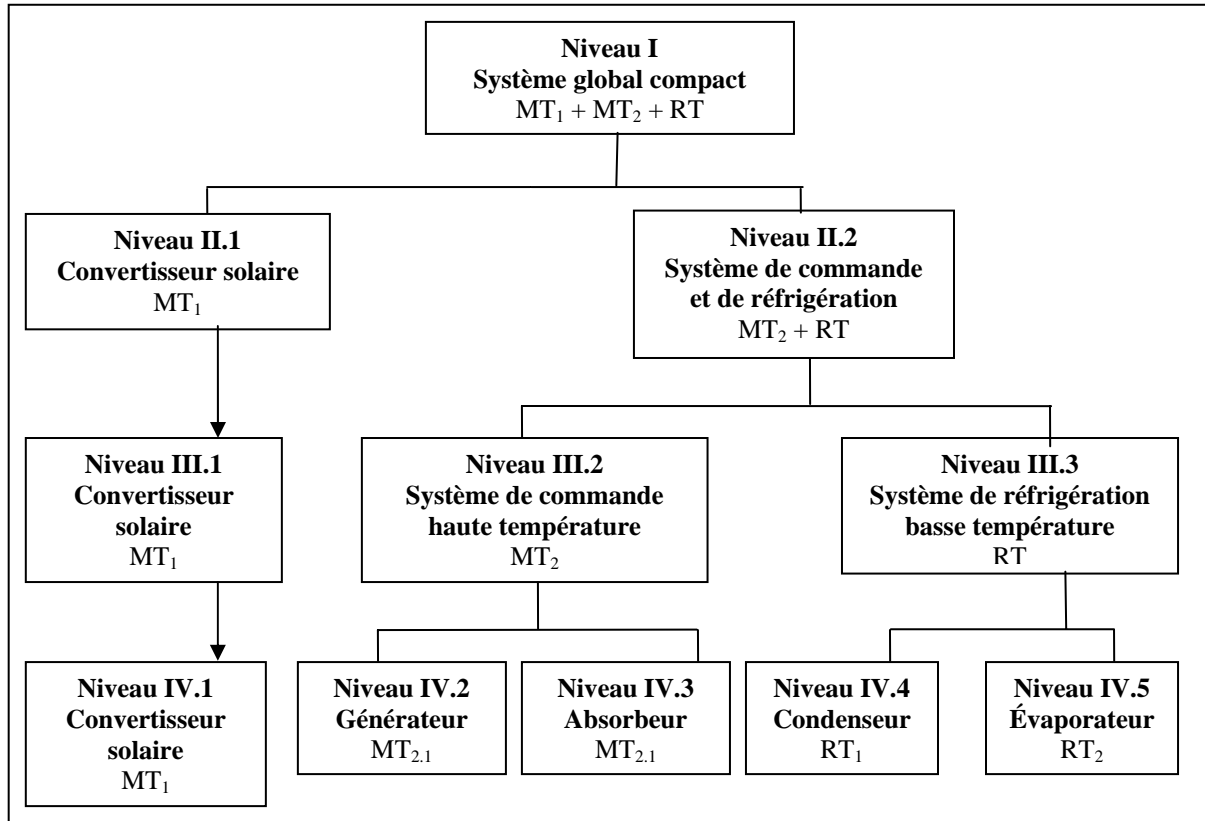 Niveau I
Système global compact
MT₁ + MT₂ + RT
Niveau II.1
Convertisseur solaire
MT₁
Niveau II.2
Système de commande
et de réfrigération
MT₂ + RT
Niveau III.1
Convertisseur
solaire
MT₁
Niveau III.2
Système de commande
haute température
MT₂
Niveau III.3
Système de réfrigération
basse température
RT
Niveau IV.1
Convertisseur
solaire
MT₁
Niveau IV.2
Générateur
MT₂.₁
Niveau IV.3
Absorbeur
MT₂.₁
Niveau IV.4
Condenseur
RT₁
Niveau IV.5
Évaporateur
RT₂